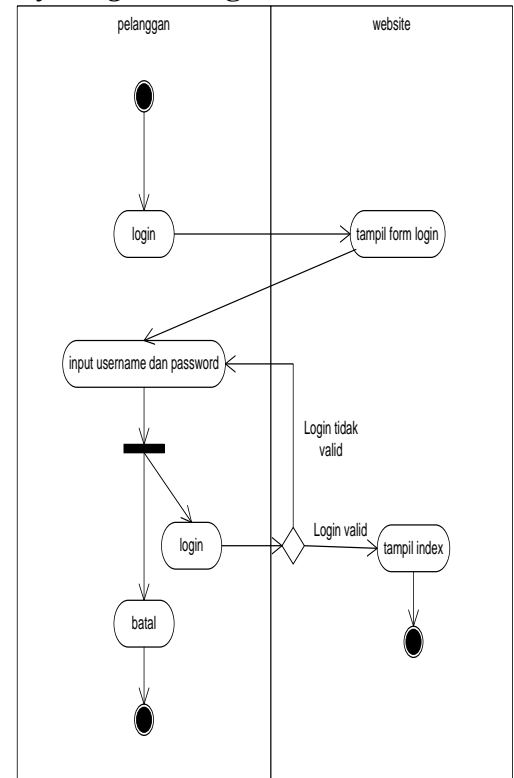 pelanggan
website
login
tampil form login
input username dan password
Login tidak
valid
login
Login valid
tampil index
batal